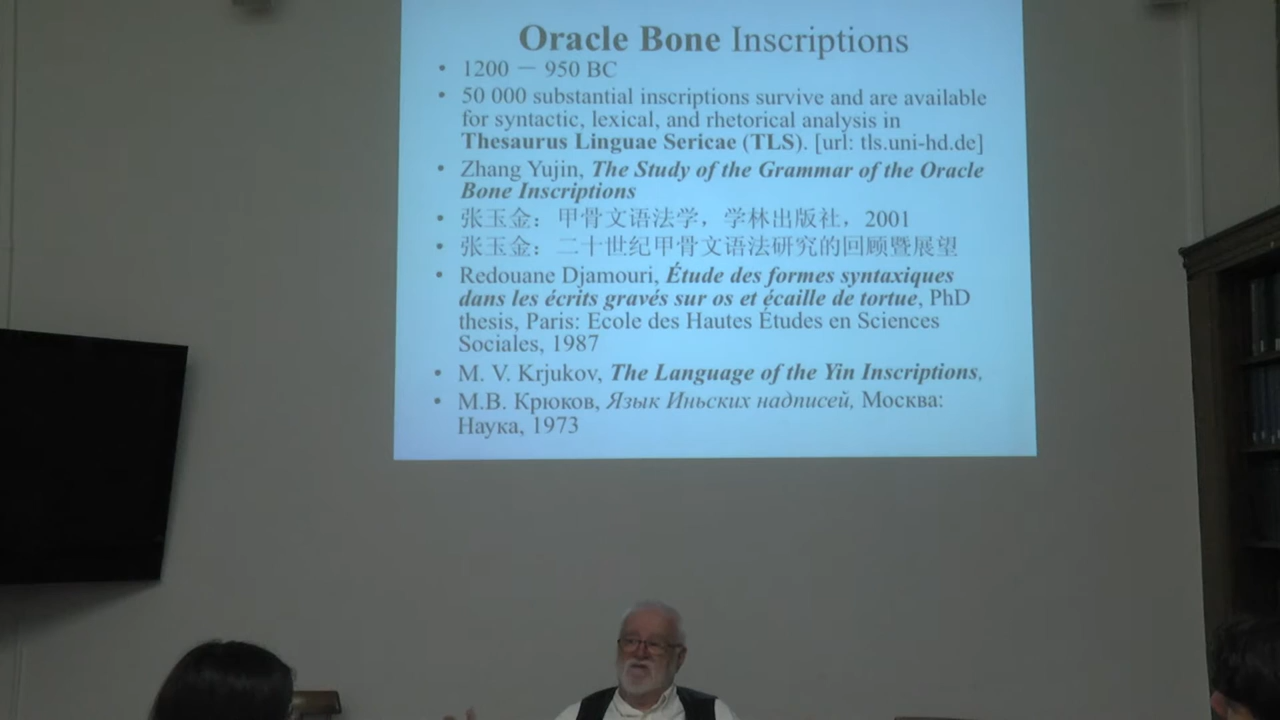 Oracle Bone Inscriptions
• 1200 － 950 BC
• 50 000 substantial inscriptions survive and are available
for syntactic, lexical, and rhetorical analysis in
Thesaurus Linguae Sericae (TLS). [url: tls.uni-hd.de]
• Zhang Yujin, The Study of the Grammar of the Oracle
Bone Inscriptions
• 张玉金：甲骨文语法学，学林出版社，2001
• 张玉金：二十世纪甲骨文语法研究的回顾暨展望
• Redouane Djamouri, Étude des formes syntaxiques
dans les écrits gravés sur os et écaille de tortue, PhD
thesis, Paris: Ecole des Hautes Études en Sciences
Sociales, 1987
• M. V. Krjukov, The Language of the Yin Inscriptions,
• М.В. Крюков, Язык Иньских надписей, Москва:
Наука, 1973